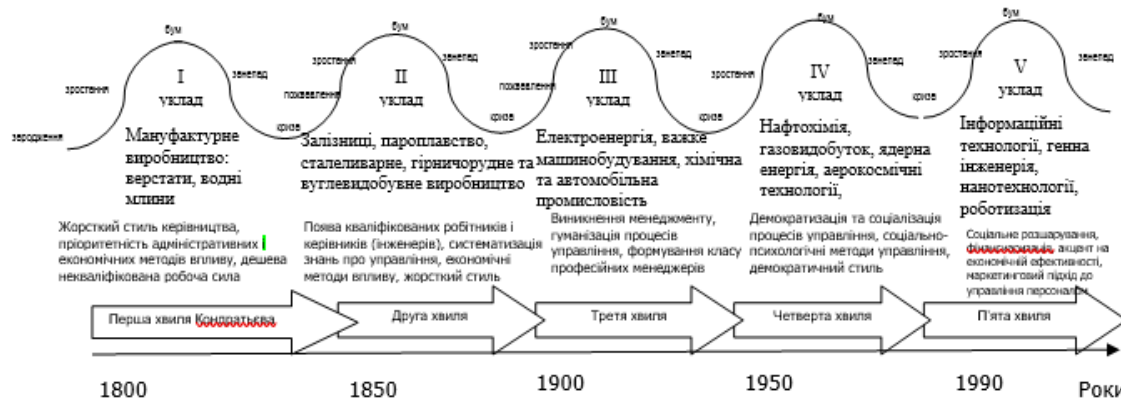 бум
зростання
занепад
зародження
криза
I
уклад
Мануфактурне
виробництво:
верстати, водні
млини
бум
зростання
занепад
пожвавлення
криза
II
уклад
Залізниці, пароплавство,
сталеливарне, гірничорудне та
вуглевидобувне виробництво
бум
зростання
занепад
пожвавлення
криза
III
уклад
Електроенергія, важке
машинобудування, хімічна
та автомобільна
промисловість
бум
зростання
занепад
криза
IV
уклад
Нафтохімія,
газовидобуток, ядерна
енергія, аерокосмічні
технології,
бум
зростання
занепад
V
уклад
Інформаційні
технології, генна
інженерія,
нанотехнології,
роботизація
Жорсткий стиль керівництва,
пріоритетність адміністративних і
економічних методів впливу, дешева
некваліфікована робоча сила
Поява кваліфікованих робітників і
керівників (інженерів), систематизація
знань про управління, економічні
методи впливу, жорсткий стиль
Виникнення менеджменту,
гуманізація процесів
управління, формування класу
професійних менеджерів
Демократизація та соціалізація
процесів управління, соціально-
психологічні методи управління,
демократичний стиль
Соціальне розшарування,
фінансиаризація, акцент на
економічній ефективності,
маркетинговий підхід до
управління персоналом
Перша хвиля Кондратьєва
Друга хвиля
Третя хвиля
Четверта хвиля
П'ята хвиля
1800
1850
1900
1950
1990
Роки